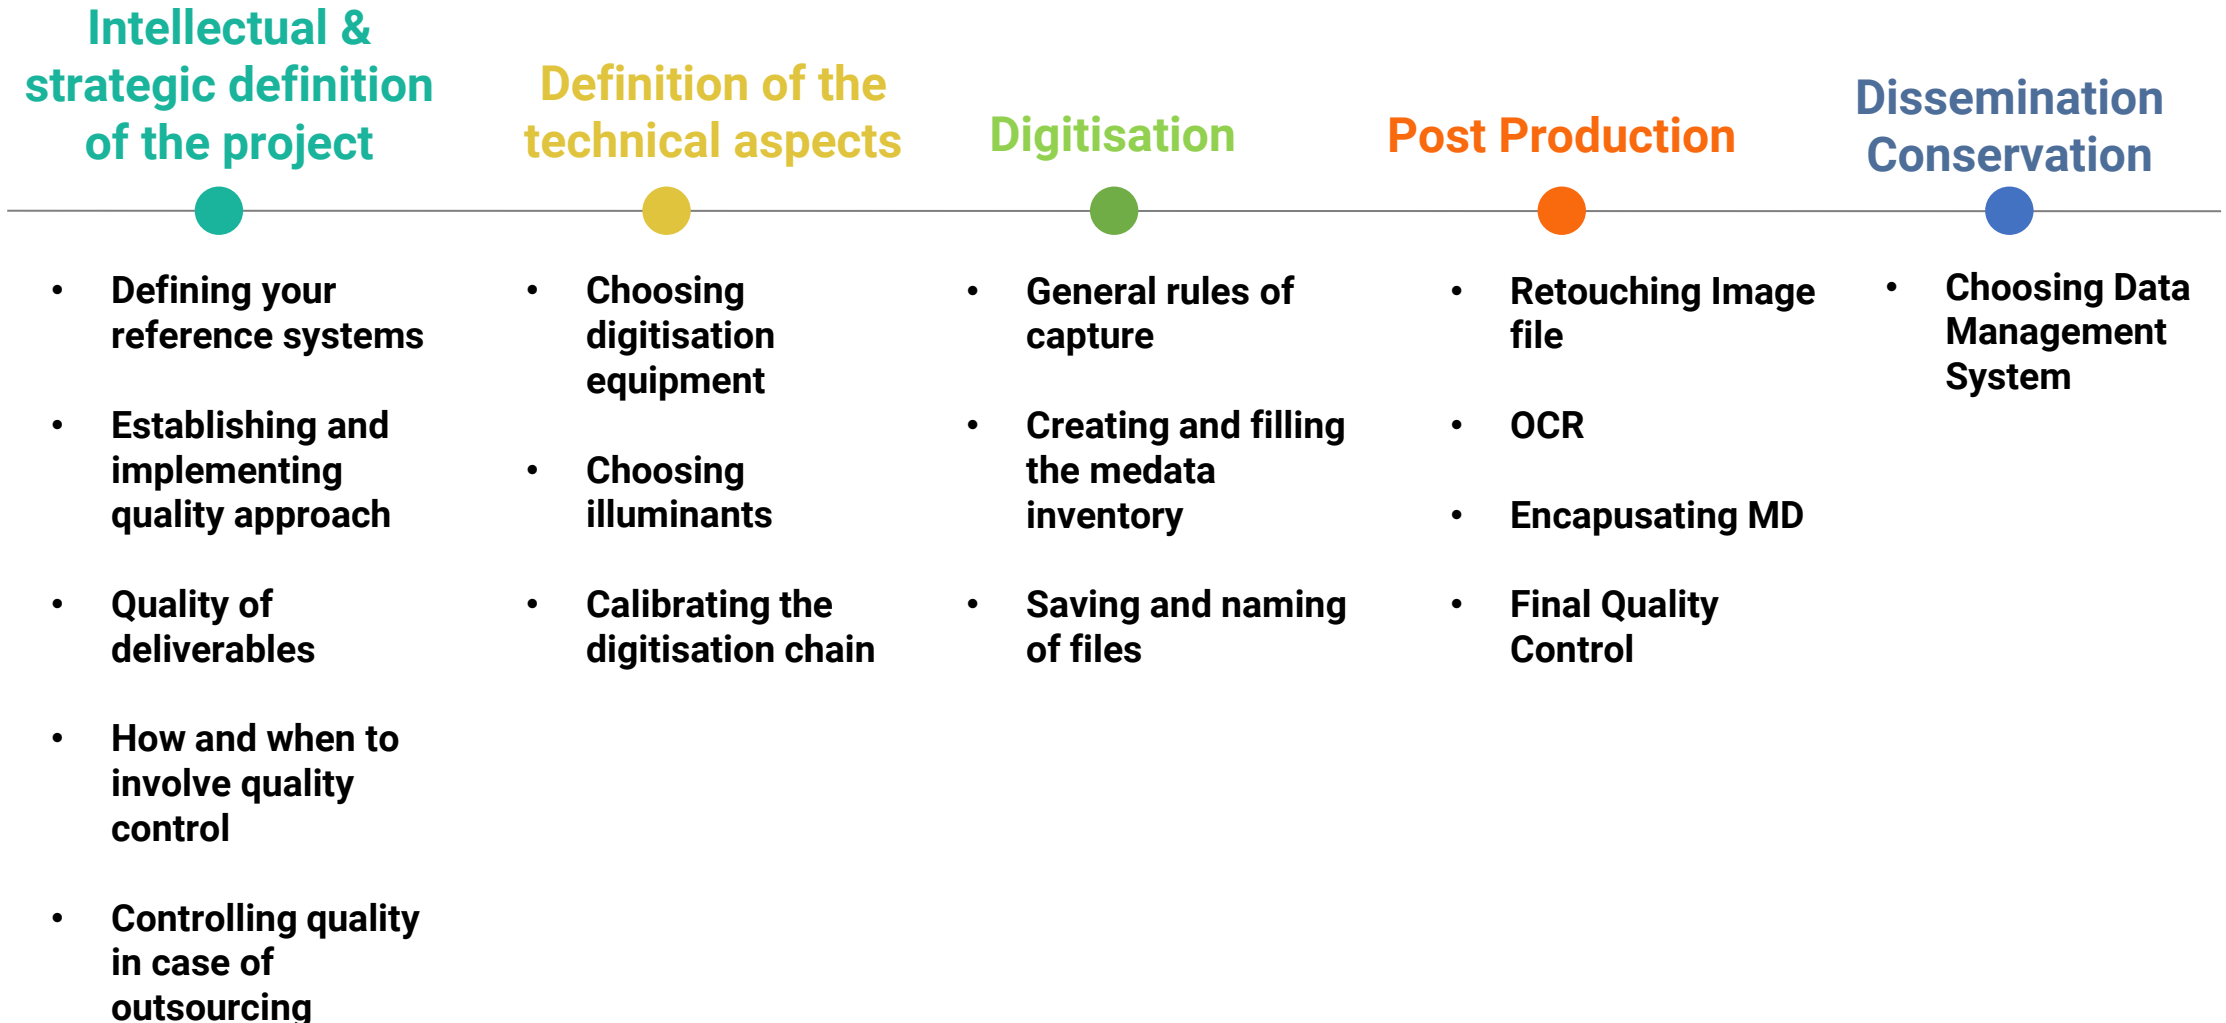 Intellectual &
strategic definition
of the project
Definition of the
technical aspects
Digitisation
Post Production
Dissemination
Conservation
• Defining your
reference systems
• Establishing and
implementing
quality approach
• Quality of
deliverables
• How and when to
involve quality
control
• Controlling quality
in case of
outsourcing
• Choosing
digitisation
equipment
• Choosing
illuminants
• Calibrating the
digitisation chain
• General rules of
capture
• Creating and filling
the medata
inventory
• Saving and naming
of files
• Retouching Image
file
• OCR
• Encapusating MD
• Final Quality
Control
• Choosing Data
Management
System